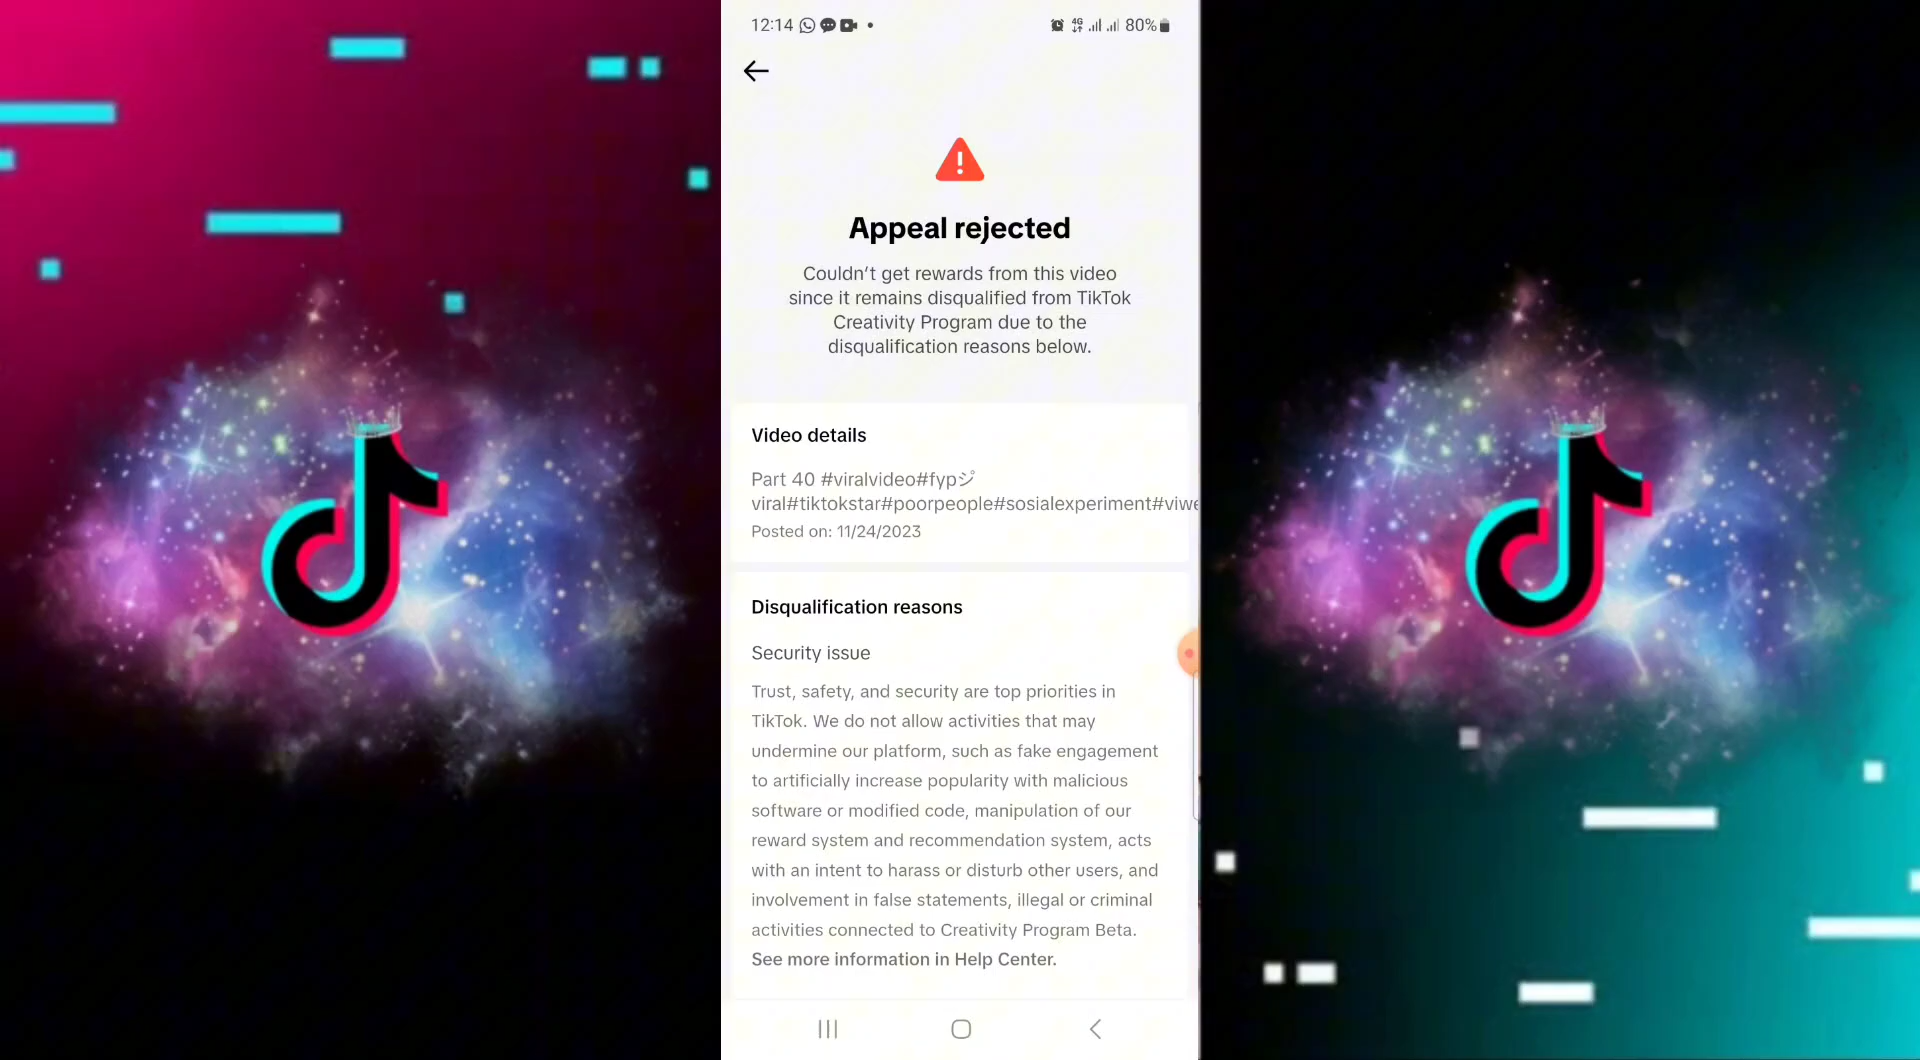 12:14
4G
80%
Appeal rejected
Couldn't get rewards from this video
since it remains disqualified from TikTok
Creativity Program due to the
disqualification reasons below.
Video details
Part 40 #viralvideo#fypジ
viral#tiktokstar#poorpeople#sosialexperiment#viwe
Posted on: 11/24/2023
Disqualification reasons
Security issue
Trust, safety, and security are top priorities in
TikTok. We do not allow activities that may
undermine our platform, such as fake engagement
to artificially increase popularity with malicious
software or modified code, manipulation of our
reward system and recommendation system, acts
with an intent to harass or disturb other users, and
involvement in false statements, illegal or criminal
activities connected to Creativity Program Beta.
See more information in Help Center.